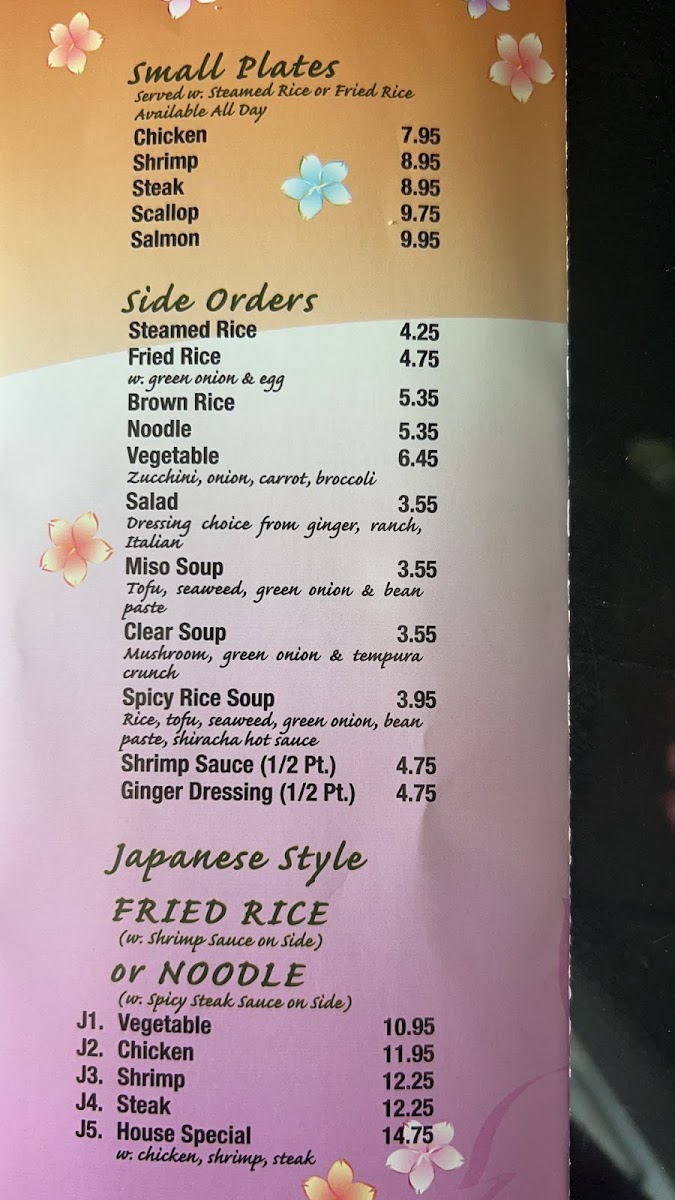 Small Plates
Served w. Steamed Rice or Fried Rice
Available All Day
Chicken 7.95
Shrimp 8.95
Steak 8.95
Scallop 9.75
Salmon 9.95
Side Orders
Steamed Rice 4.25
Fried Rice 4.75
w. green onion & egg
Brown Rice 5.35
Noodle 5.35
Vegetable 6.45
Zucchini, onion, carrot, broccoli
Salad 3.55
Dressing choice from ginger, ranch,
Italian
Miso Soup 3.55
Tofu, seaweed, green onion & bean
paste
Clear Soup 3.55
Mushroom, green onion & tempura
crunch
Spicy Rice Soup 3.95
Rice, tofu, seaweed, green onion, bean
paste, shiracha hot sauce
Shrimp Sauce (1/2 Pt.) 4.75
Ginger Dressing (1/2 Pt.) 4.75
Japanese Style
FRIED RICE
(w. Shrimp Sauce on Side)
or NOODLE
(w. Spicy Steak Sauce on Side)
J1. Vegetable 10.95
J2. Chicken 11.95
J3. Shrimp 12.25
J4. Steak 12.25
J5. House Special 14.75
w. chicken, shrimp, steak